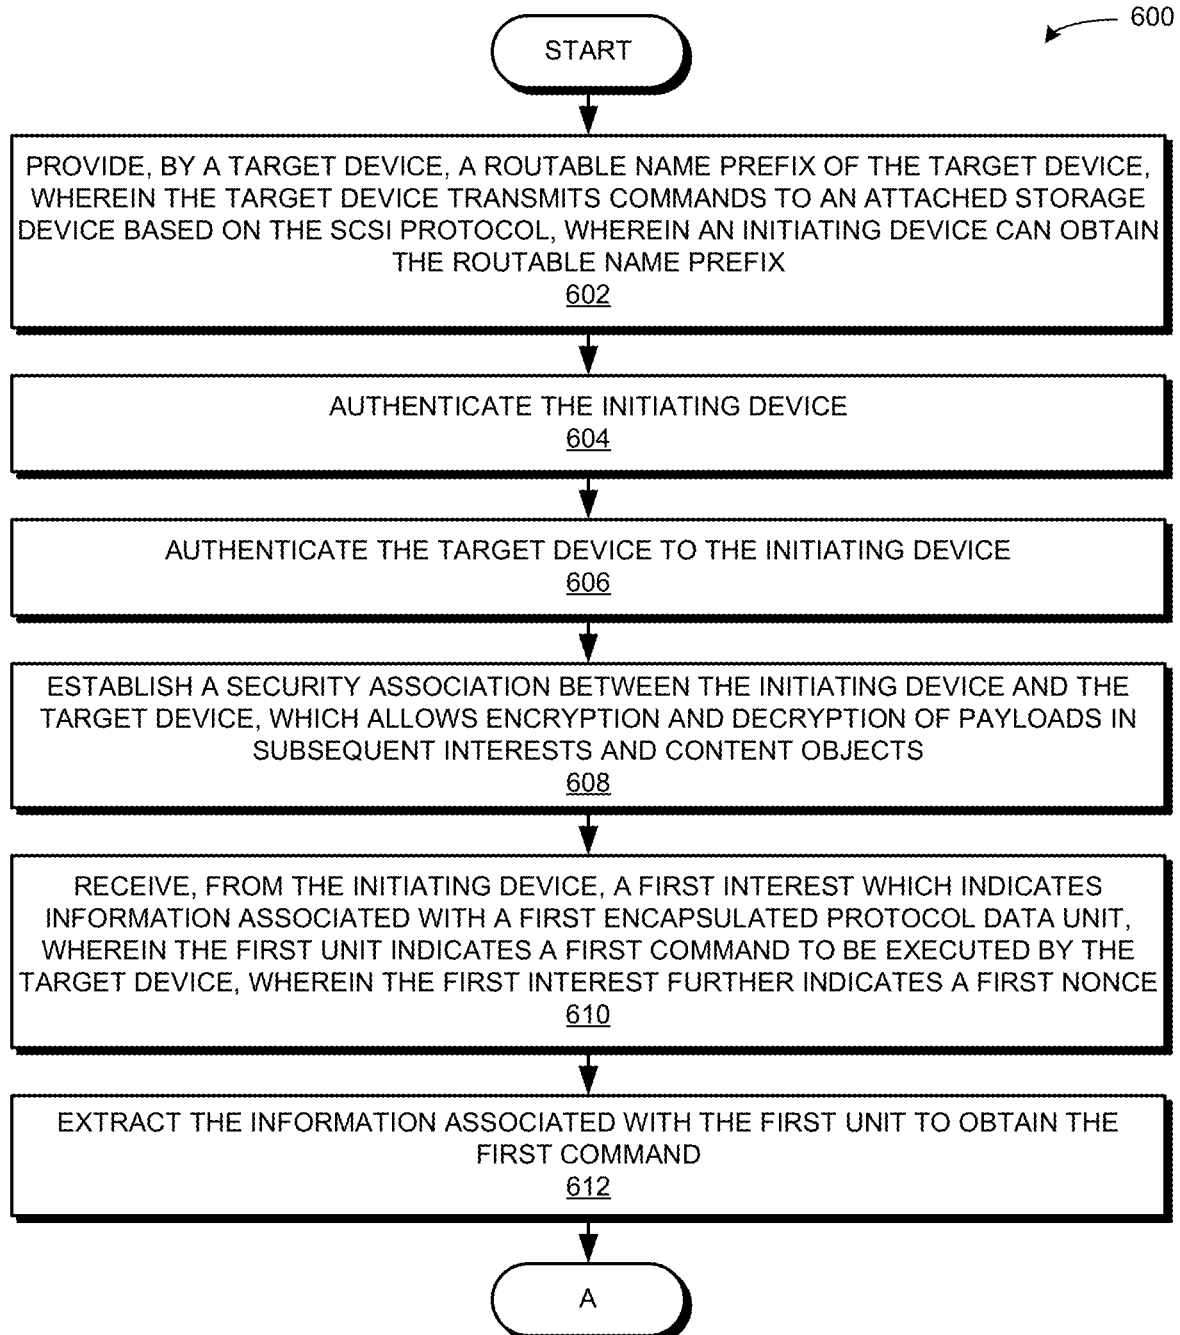 600
START
PROVIDE, BY A TARGET DEVICE, A ROUTABLE NAME PREFIX OF THE TARGET DEVICE,
WHEREIN THE TARGET DEVICE TRANSMITS COMMANDS TO AN ATTACHED STORAGE
DEVICE BASED ON THE SCSI PROTOCOL, WHEREIN AN INITIATING DEVICE CAN OBTAIN
THE ROUTABLE NAME PREFIX
602
AUTHENTICATE THE INITIATING DEVICE
604
AUTHENTICATE THE TARGET DEVICE TO THE INITIATING DEVICE
606
ESTABLISH A SECURITY ASSOCIATION BETWEEN THE INITIATING DEVICE AND THE
TARGET DEVICE, WHICH ALLOWS ENCRYPTION AND DECRYPTION OF PAYLOADS IN
SUBSEQUENT INTERESTS AND CONTENT OBJECTS
608
RECEIVE, FROM THE INITIATING DEVICE, A FIRST INTEREST WHICH INDICATES
INFORMATION ASSOCIATED WITH A FIRST ENCAPSULATED PROTOCOL DATA UNIT,
WHEREIN THE FIRST UNIT INDICATES A FIRST COMMAND TO BE EXECUTED BY THE
TARGET DEVICE, WHEREIN THE FIRST INTEREST FURTHER INDICATES A FIRST NONCE
610
EXTRACT THE INFORMATION ASSOCIATED WITH THE FIRST UNIT TO OBTAIN THE
FIRST COMMAND
612
A